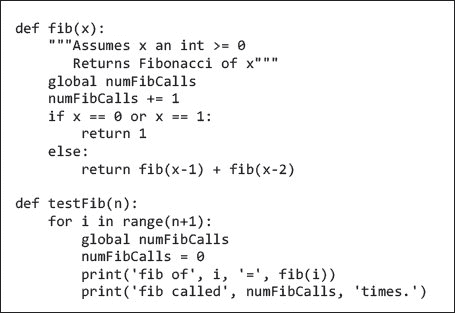 def fib(x):
    """Assumes x an int >= 0
       Returns Fibonacci of x"""
    global numFibCalls
    numFibCalls += 1
    if x == 0 or x == 1:
        return 1
    else:
        return fib(x-1) + fib(x-2)

def testFib(n):
    for i in range(n+1):
        global numFibCalls
        numFibCalls = 0
        print('fib of', i, '=', fib(i))
        print('fib called', numFibCalls, 'times.')